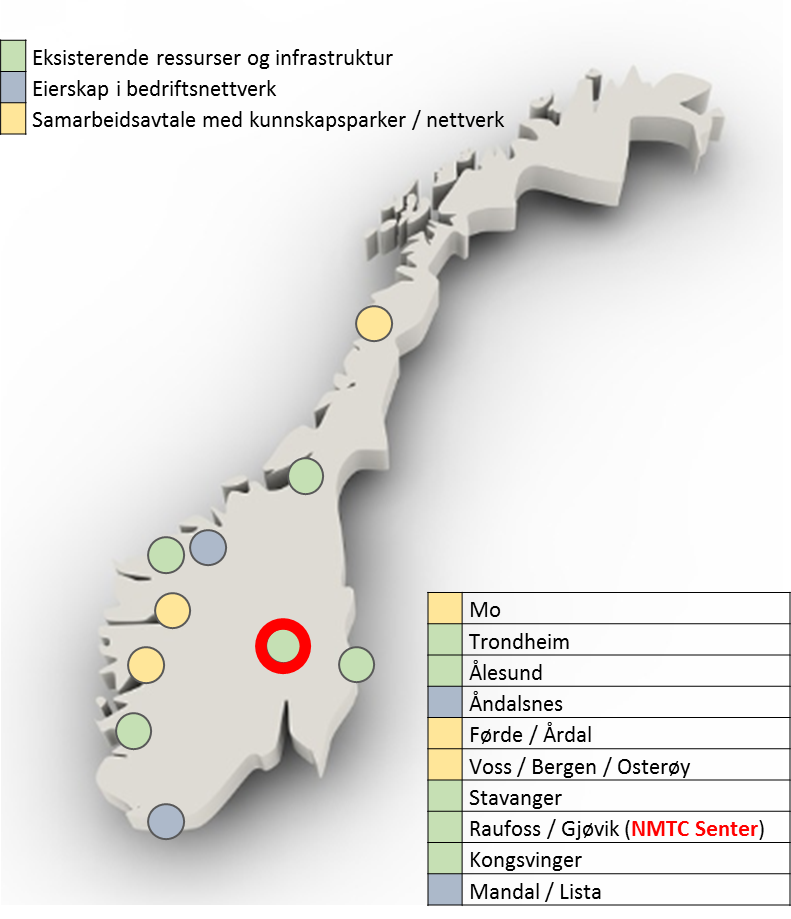 Eksisterende ressurser og infrastruktur
Eierskap i bedriftsnettverk
Samarbeidsavtale med kunnskapsparker / nettverk
Mo
Trondheim
Ålesund
Åndalsnes
Førde / Årdal
Voss / Bergen / Osterøy
Stavanger
Raufoss / Gjøvik (NMTC Senter)
Kongsvinger
Mandal / Lista